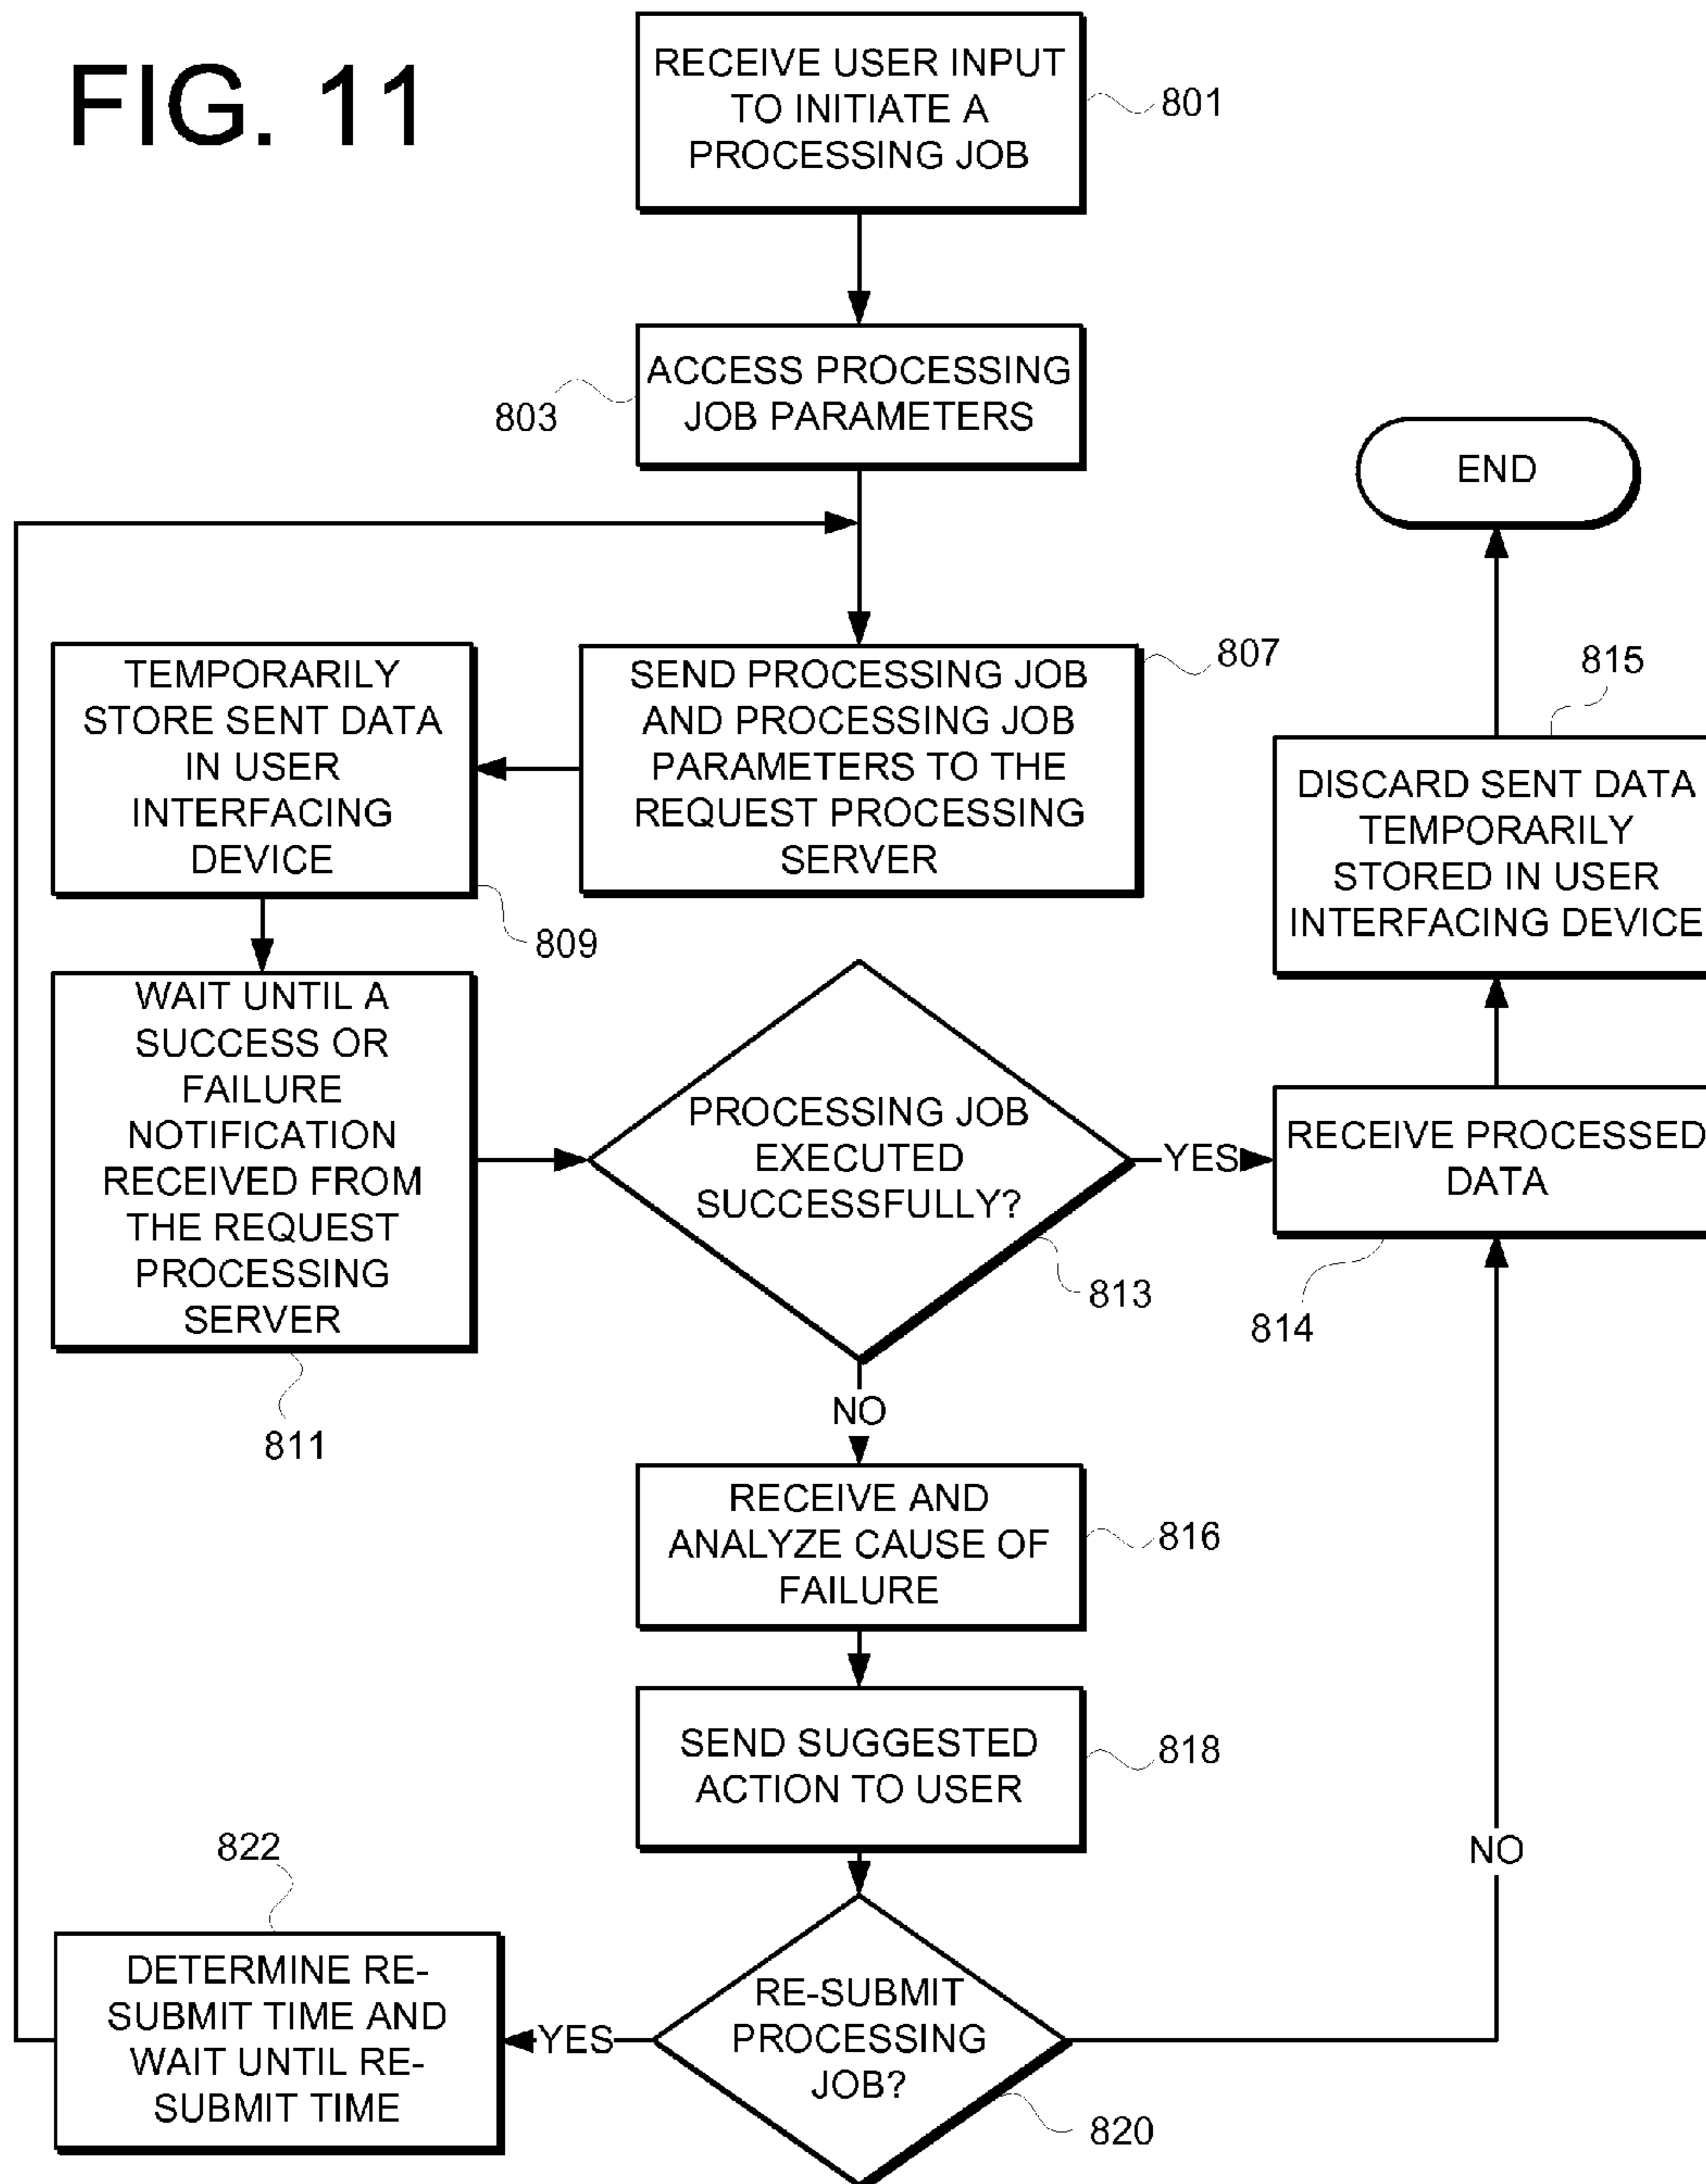 FIG. 11
RECEIVE USER INPUT
TO INITIATE A
PROCESSING JOB
801
ACCESS PROCESSING
JOB PARAMETERS
803
END
TEMPORARILY
STORE SENT DATA
IN USER
INTERFACING
DEVICE
809
SEND PROCESSING JOB
AND PROCESSING JOB
PARAMETERS TO THE
REQUEST PROCESSING
SERVER
807
815
DISCARD SENT DATA
TEMPORARILY
STORED IN USER
INTERFACING DEVICE
WAIT UNTIL A
SUCCESS OR
FAILURE
NOTIFICATION
RECEIVED FROM
THE REQUEST
PROCESSING
SERVER
811
PROCESSING JOB
EXECUTED
SUCCESSFULLY?
813
YES
RECEIVE PROCESSED
DATA
814
NO
RECEIVE AND
ANALYZE CAUSE OF
FAILURE
816
SEND SUGGESTED
ACTION TO USER
818
NO
822
DETERMINE RE-
SUBMIT TIME AND
WAIT UNTIL RE-
SUBMIT TIME
YES
RE-SUBMIT
PROCESSING
JOB?
820